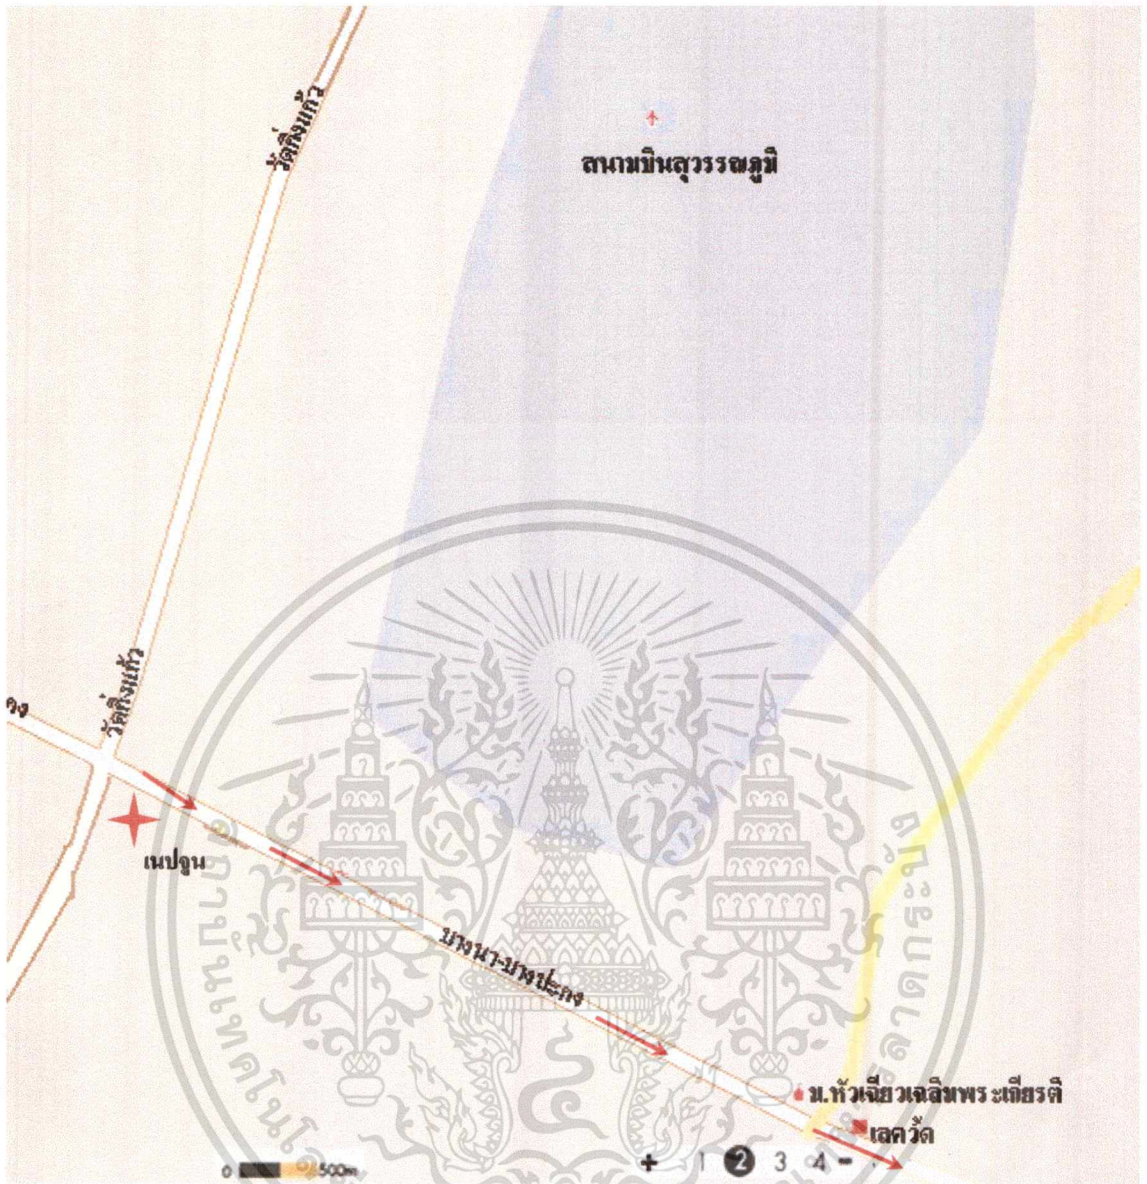 วัดกิ่งแก้ว
สนามบินสุวรรณภูมิ
วัดกิ่งแก้ว
กง
เนปจูน
บางนา-บางปะกง
ม.หัวเฉียวเฉลิมพระเกียรติ
เลควิด
0 500m
+ 1 2 3 4 -